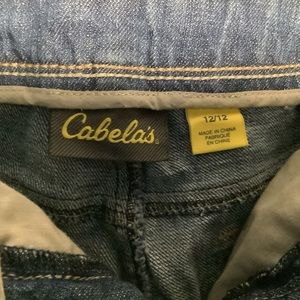 Cabela's
12/12
MADE IN CHINA
FABRIQUÉ
EN CHINE